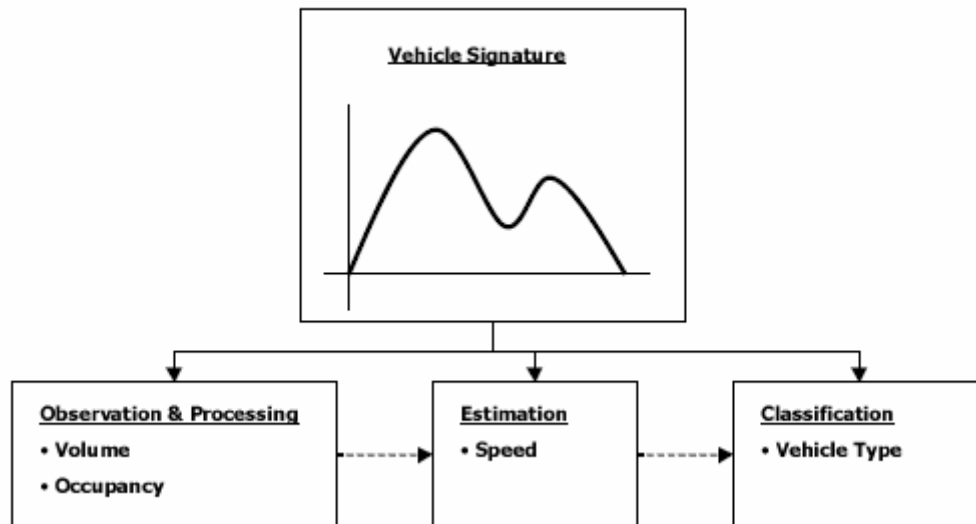 Vehicle Signature
Observation & Processing
• Volume
• Occupancy
Estimation
• Speed
Classification
• Vehicle Type